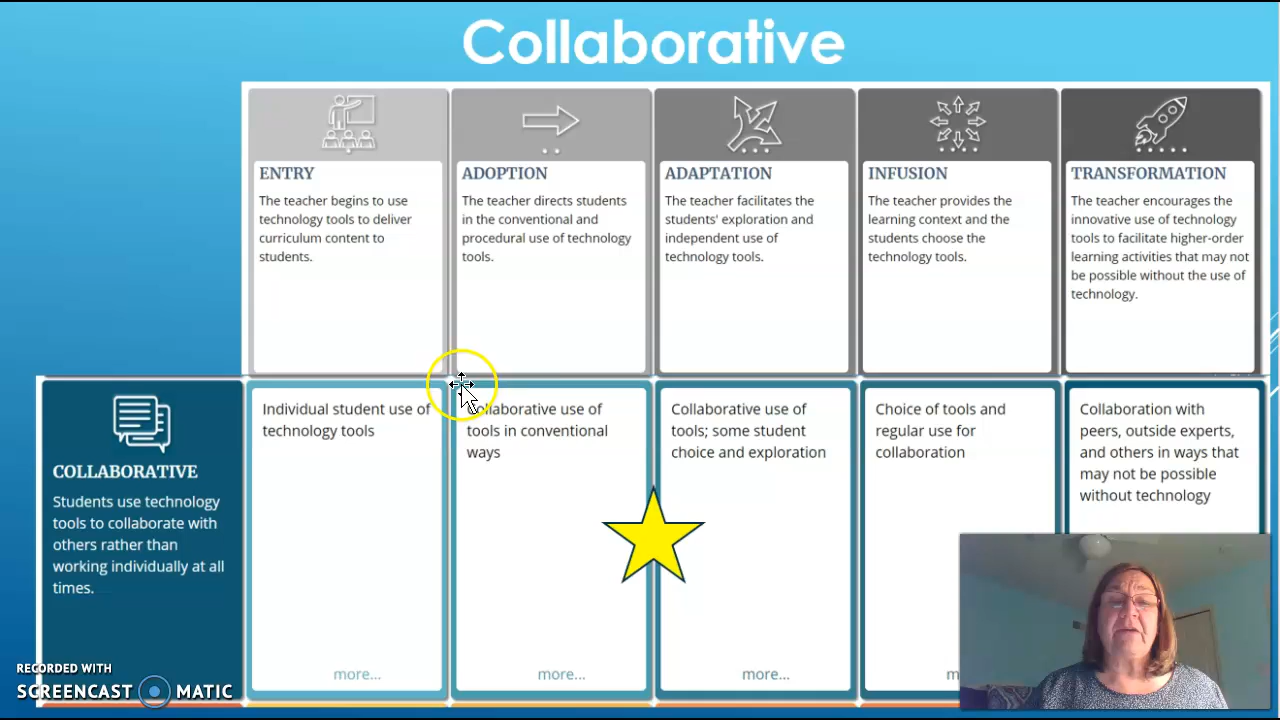 Collaborative
ENTRY
The teacher begins to use
technology tools to deliver
curriculum content to
students.
ADOPTION
The teacher directs students
in the conventional and
procedural use of technology
tools.
ADAPTATION
The teacher facilitates the
students' exploration and
independent use of
technology tools.
INFUSION
The teacher provides the
learning context and the
students choose the
technology tools.
TRANSFORMATION
The teacher encourages the
innovative use of technology
tools to facilitate higher-order
learning activities that may not
be possible without the use of
technology.
COLLABORATIVE
Students use technology
tools to collaborate with
others rather than
working individually at all
times.
Individual student use of
technology tools
more...
Collaborative use of
tools in conventional
ways
more...
Collaborative use of
tools; some student
choice and exploration
more...
Choice of tools and
regular use for
collaboration
Collaboration with
peers, outside experts,
and others in ways that
may not be possible
without technology
RECORDED WITH
SCREENCAST MATIC